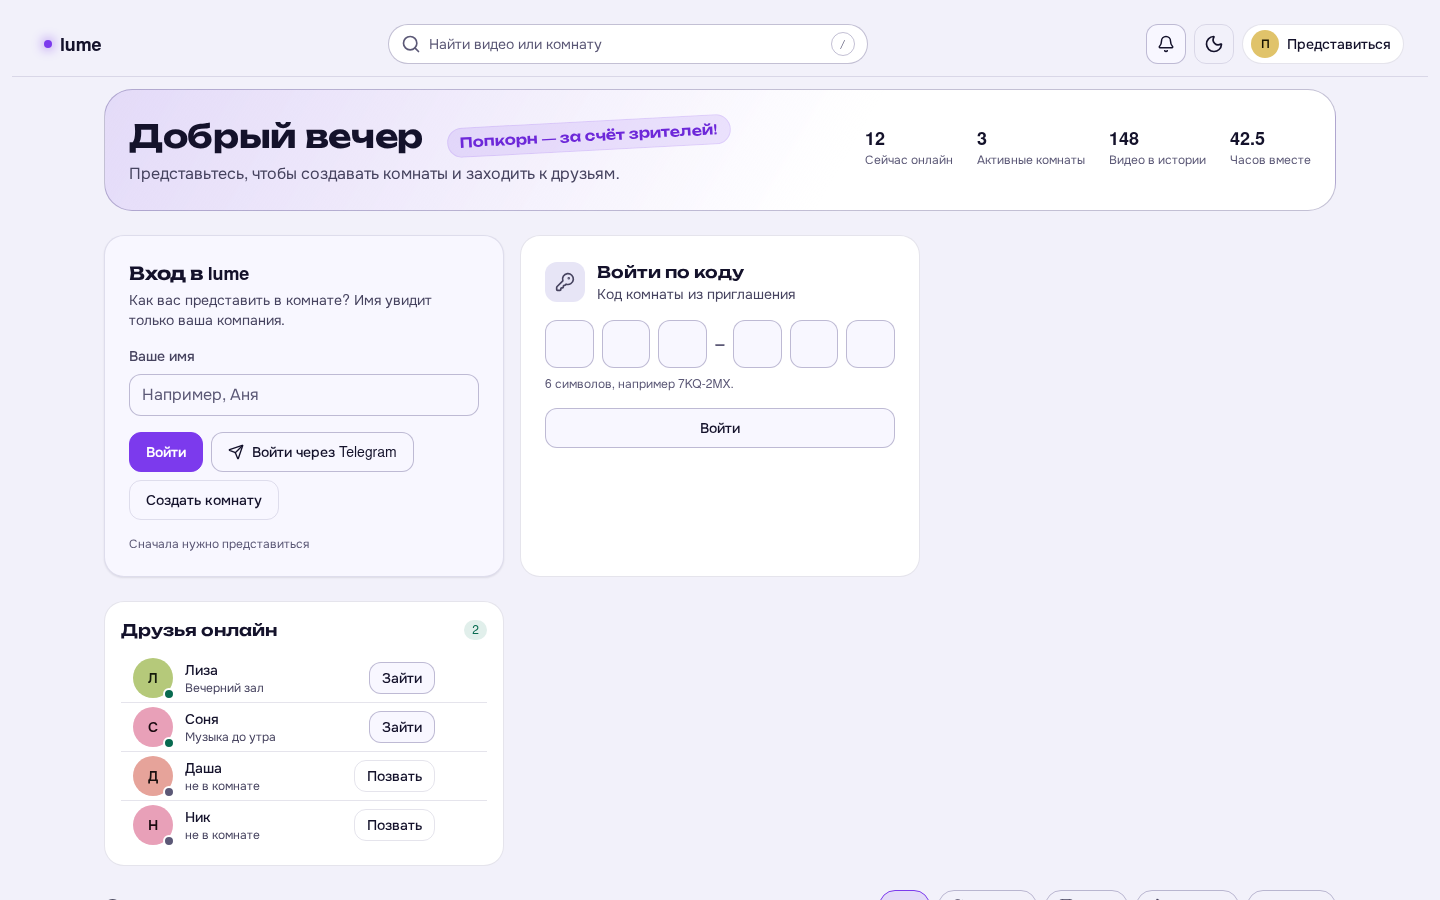 lume
Найти видео или комнату
/
П
Представиться
Добрый вечер
Попкорн — за счёт зрителей!
Представьтесь, чтобы создавать комнаты и заходить к друзьям.
12
Сейчас онлайн
3
Активные комнаты
148
Видео в истории
42.5
Часов вместе
Вход в lume
Как вас представить в комнате? Имя увидит
только ваша компания.
Ваше имя
Например, Аня
Войти
Войти через Telegram
Создать комнату
Сначала нужно представиться
Войти по коду
Код комнаты из приглашения
–
6 символов, например 7KQ-2MX.
Войти
Друзья онлайн
2
Л
Лиза
Вечерний зал
Зайти
С
Соня
Музыка до утра
Зайти
Д
Даша
не в комнате
Позвать
Н
Ник
не в комнате
Позвать